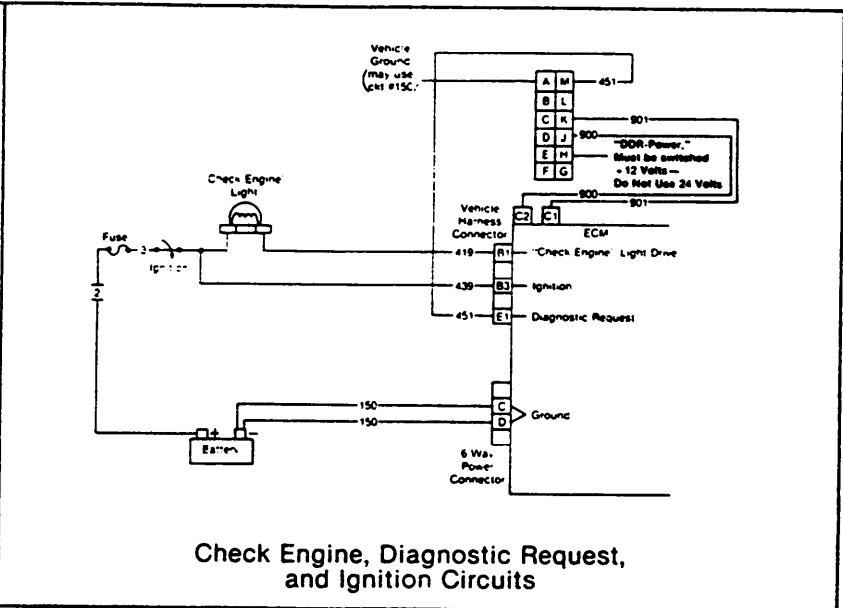 Vehicle
Ground
(may use
ckt #150)
A M
B L
C K
D J
E H
F G
451
901
900
"DDR-Power,"
Must be switched
+ 12 Volts—
Do Not Use 24 Volts
900
901
Check Engine
Light
Vehicle
Harness
Connector
C2 C1
ECM
Fuse
3
Ignition
2
419 B1 "Check Engine" Light Drive
439 B3 Ignition
451 E1 Diagnostic Request
150 C
150 D
Ground
+ −
Battery
6 Way
Power
Connector
Check Engine, Diagnostic Request,
and Ignition Circuits